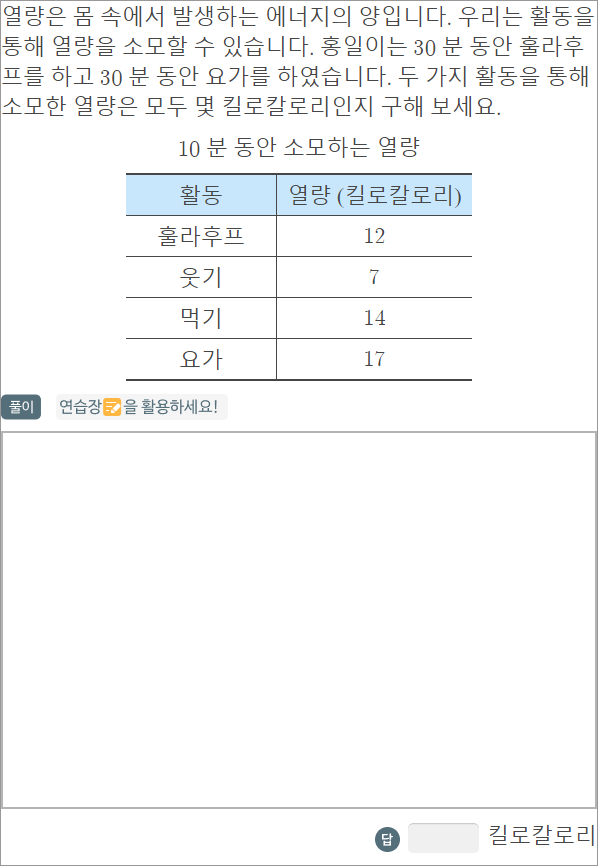 열량은 몸 속에서 발생하는 에너지의 양입니다. 우리는 활동을
통해 열량을 소모할 수 있습니다. 홍일이는 30 분 동안 훌라후
프를 하고 30 분 동안 요가를 하였습니다. 두 가지 활동을 통해
소모한 열량은 모두 몇 킬로칼로리인지 구해 보세요.
10 분 동안 소모하는 열량
활동 열량 (킬로칼로리)
훌라후프 12
웃기 7
먹기 14
요가 17
풀이 연습장을 활용하세요!
답 킬로칼로리